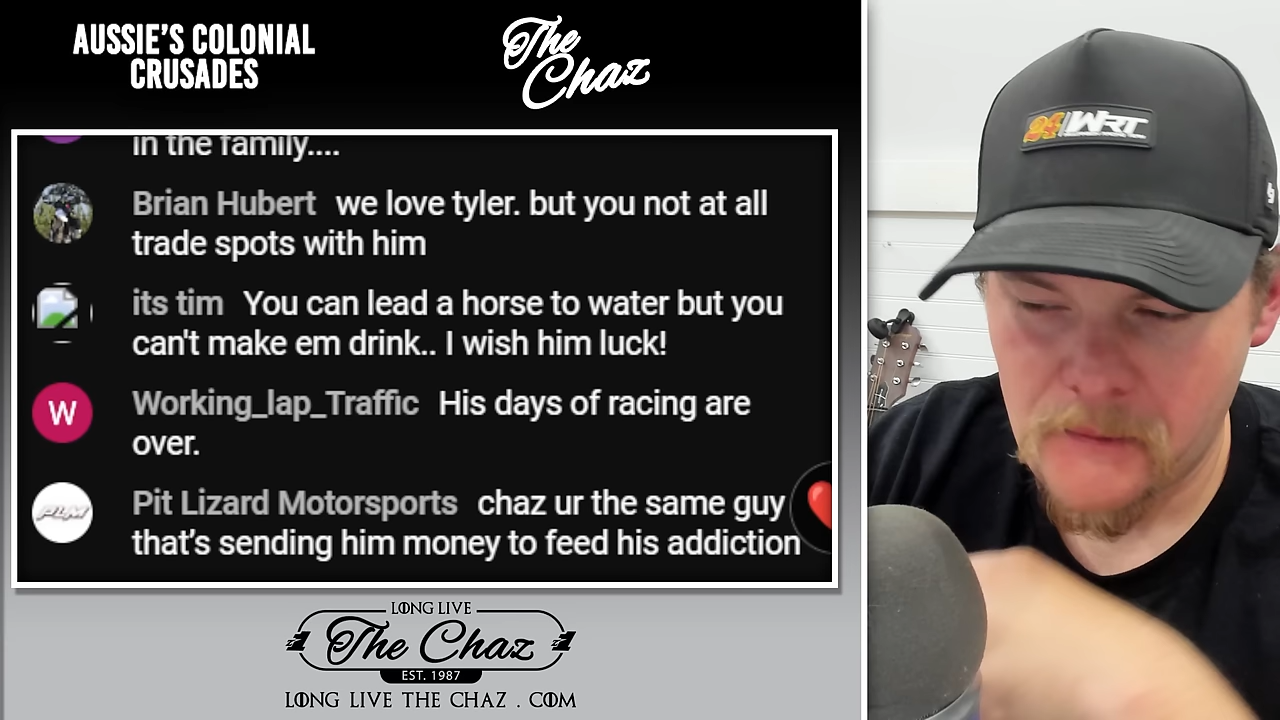 AUSSIE'S COLONIAL
CRUSADES
The
Chaz
in the family....
Brian Hubert we love tyler. but you not at all
trade spots with him
its tim You can lead a horse to water but you
can't make em drink.. I wish him luck!
W
Working_lap_Traffic His days of racing are
over.
Pit Lizard Motorsports chaz ur the same guy
that's sending him money to feed his addiction
PLM
LONG LIVE
The Chaz
EST. 1987
LONG LIVE THE CHAZ . COM
24 WRT